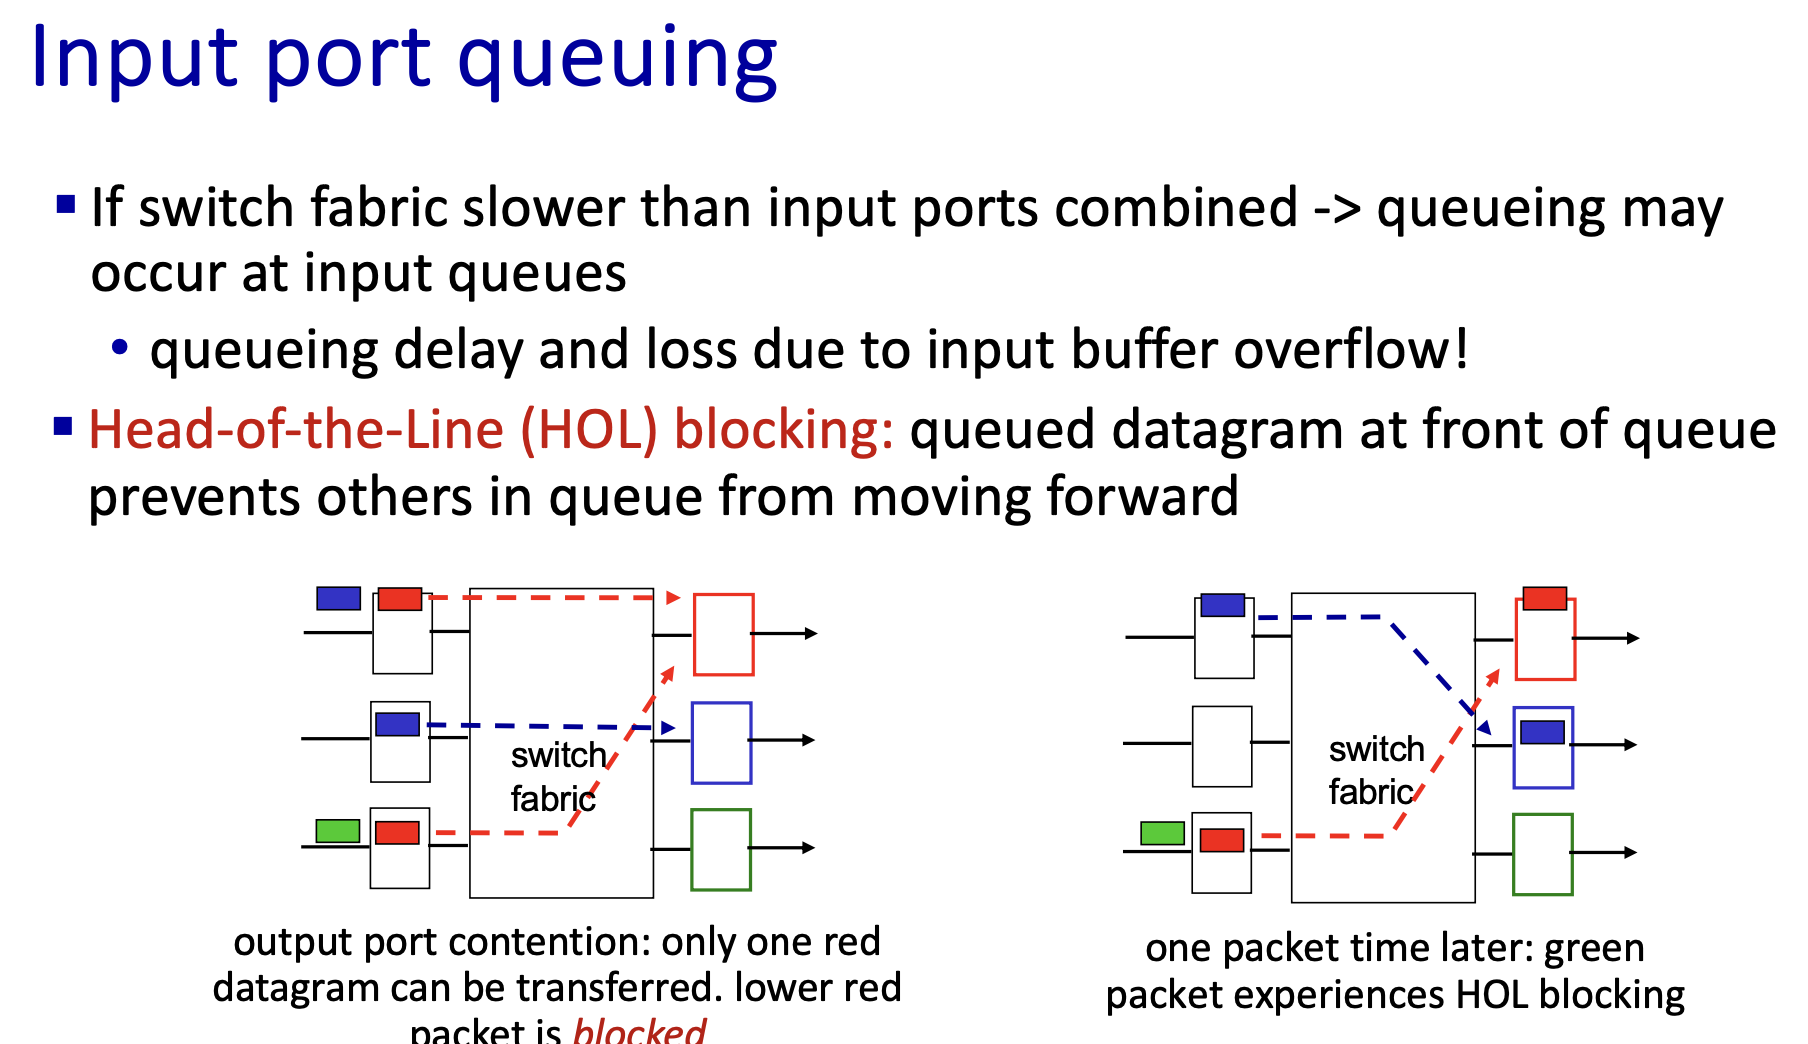 Input port queuing
If switch fabric slower than input ports combined -> queueing may
occur at input queues
queueing delay and loss due to input buffer overflow!
Head-of-the-Line (HOL) blocking: queued datagram at front of queue
prevents others in queue from moving forward
switch
fabric
output port contention: only one red
datagram can be transferred. lower red
packet is blocked
switch
fabric
one packet time later: green
packet experiences HOL blocking